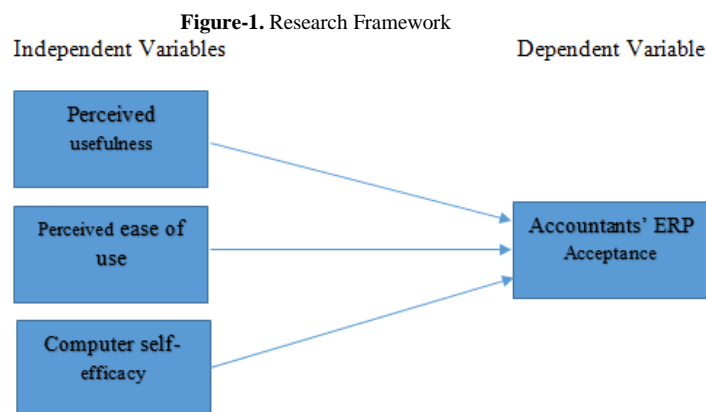 Figure-1. Research Framework
Independent Variables
Dependent Variable
Perceived
usefulness
Perceived ease of
use
Computer self-
efficacy
Accountants’ ERP
Acceptance